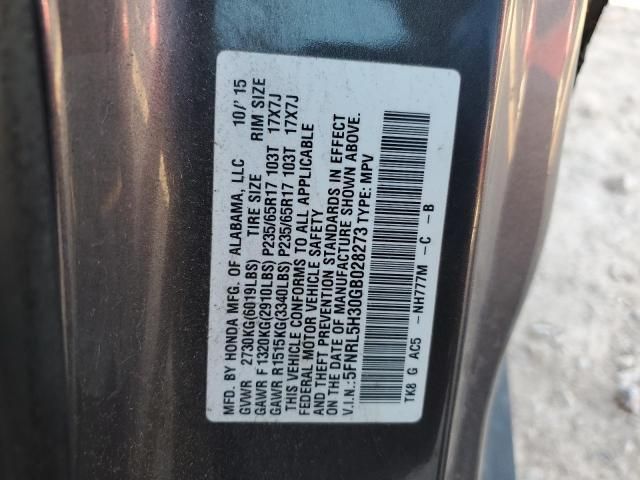 MFD. BY HONDA MFG. OF ALABAMA, LLC 10/'15
GVWR 2730KG(6019LBS) TIRE SIZE RIM SIZE
GAWR F 1320KG(2910LBS) P235/65R17 103T 17X7J
GAWR R1515KG(3340LBS) P235/65R17 103T 17X7J
THIS VEHICLE CONFORMS TO ALL APPLICABLE
FEDERAL MOTOR VEHICLE SAFETY
AND THEFT PREVENTION STANDARDS IN EFFECT
ON THE DATE OF MANUFACTURE SHOWN ABOVE.
V.I.N.:5FNRL5H30GB028273 TYPE: MPV
TK8 G AC5 -NH777M -C -B